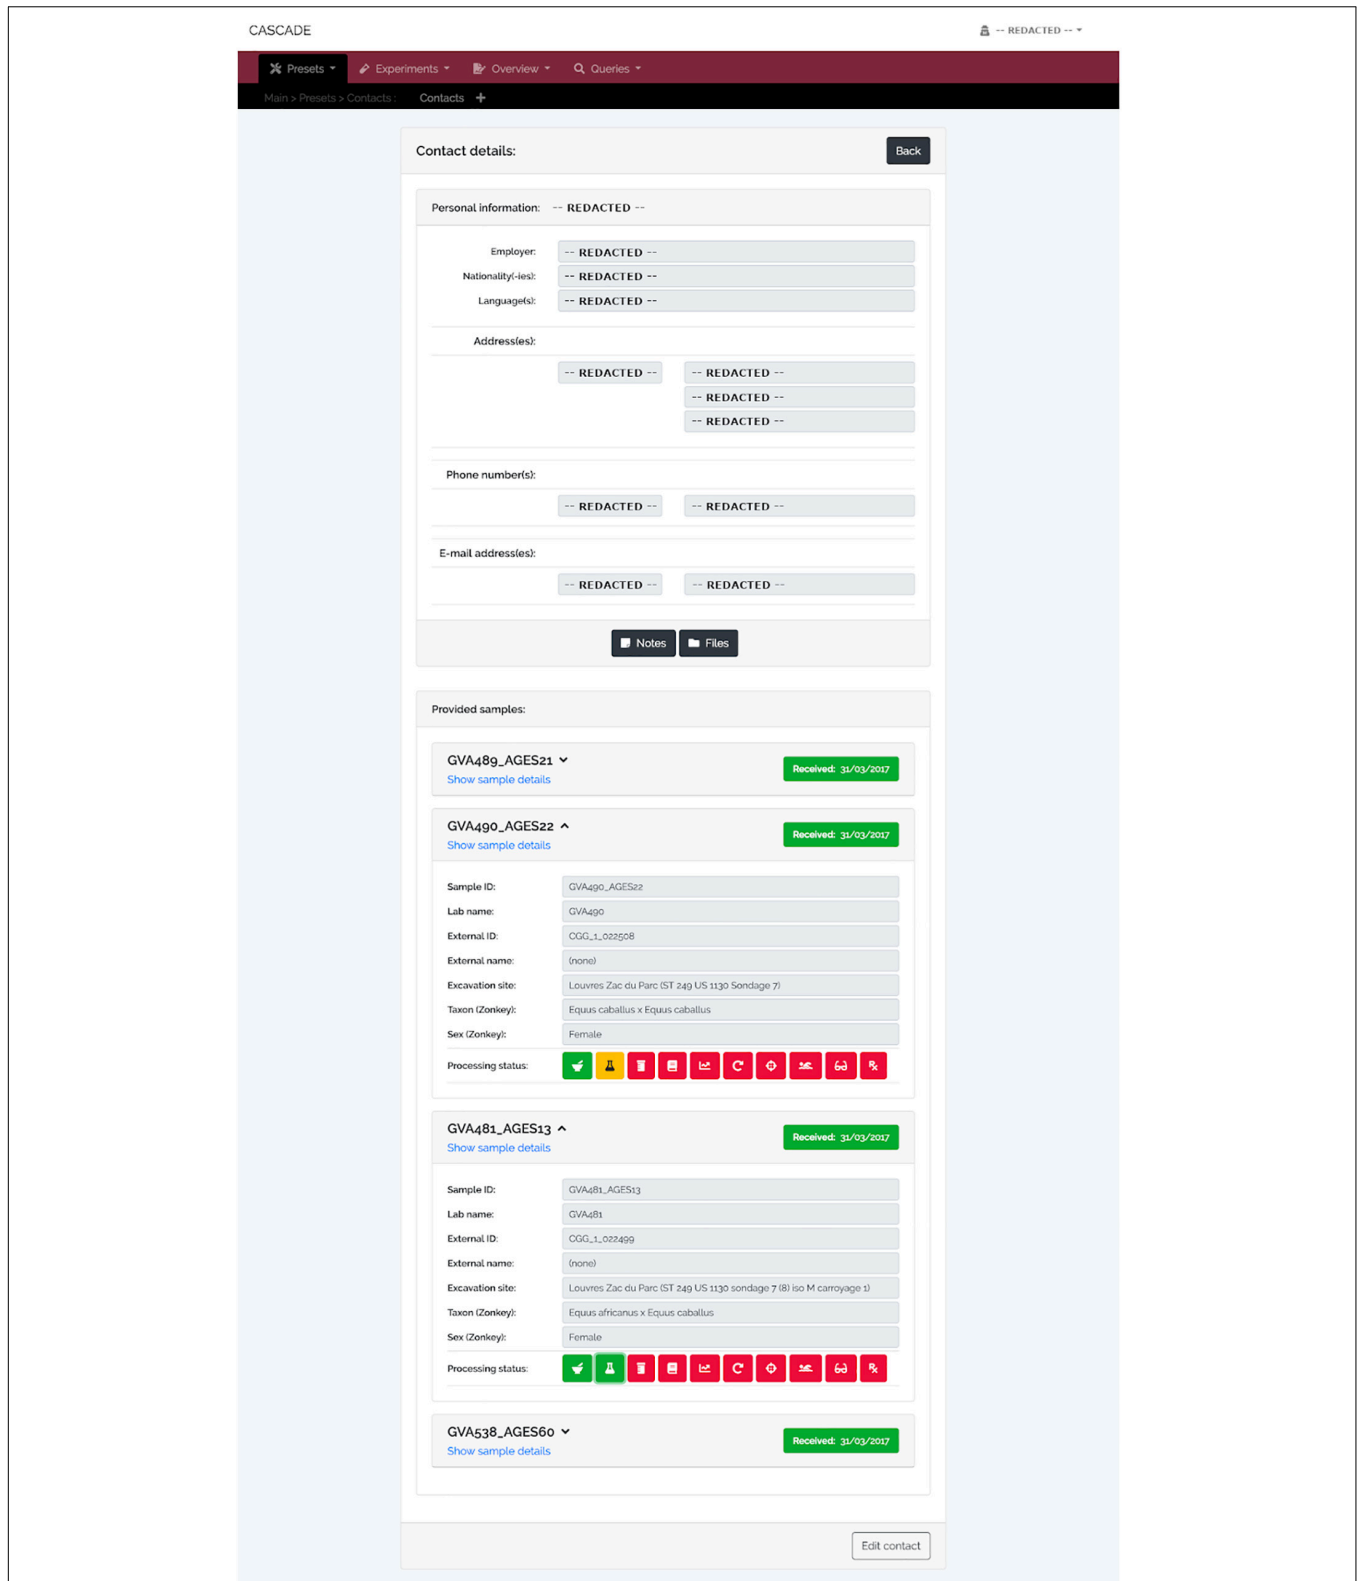 CASCADE
-- REDACTED --
Presets Experiments Overview Queries
Main > Presets > Contacts : Contacts +
Contact details: Back
Personal information: -- REDACTED --
Employer: -- REDACTED --
Nationality(-ies): -- REDACTED --
Language(s): -- REDACTED --
Address(es):
-- REDACTED -- -- REDACTED --
-- REDACTED --
-- REDACTED --
Phone number(s):
-- REDACTED -- -- REDACTED --
E-mail address(es):
-- REDACTED -- -- REDACTED --
Notes Files
Provided samples:
GVA489_AGES21
Show sample details
Received: 31/03/2017
GVA490_AGES22
Show sample details
Received: 31/03/2017
Sample ID: GVA490_AGES22
Lab name: GVA490
External ID: CGG_1_022508
External name: (none)
Excavation site: Louvres Zac du Parc (ST 249 US 1130 Sondage 7)
Taxon (Zonkey): Equus caballus x Equus caballus
Sex (Zonkey): Female
Processing status:
GVA481_AGES13
Show sample details
Received: 31/03/2017
Sample ID: GVA481_AGES13
Lab name: GVA481
External ID: CGG_1_022499
External name: (none)
Excavation site: Louvres Zac du Parc (ST 249 US 1130 sondage 7 (8) iso M carroyage 1)
Taxon (Zonkey): Equus africanus x Equus caballus
Sex (Zonkey): Female
Processing status:
GVA538_AGES60
Show sample details
Received: 31/03/2017
Edit contact